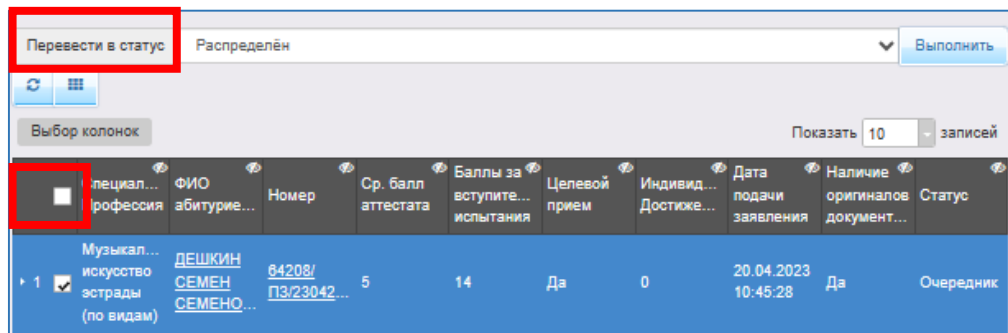 Перевести в статус Распределён Выполнить
Выбор колонок Показать 10 записей
Специал... Профессия
ФИО абитурие...
Номер
Ср. балл аттестата
Баллы за вступите... испытания
Целевой прием
Индивид... Достиже...
Дата подачи заявления
Наличие оригиналов документ...
Статус
1
Музыкал...
искусство
эстрады
(по видам)
ДЕШКИН
СЕМЕН
СЕМЕНО...
64208/
ПЗ/23042...
5
14
Да
0
20.04.2023
10:45:28
Да
Очередник